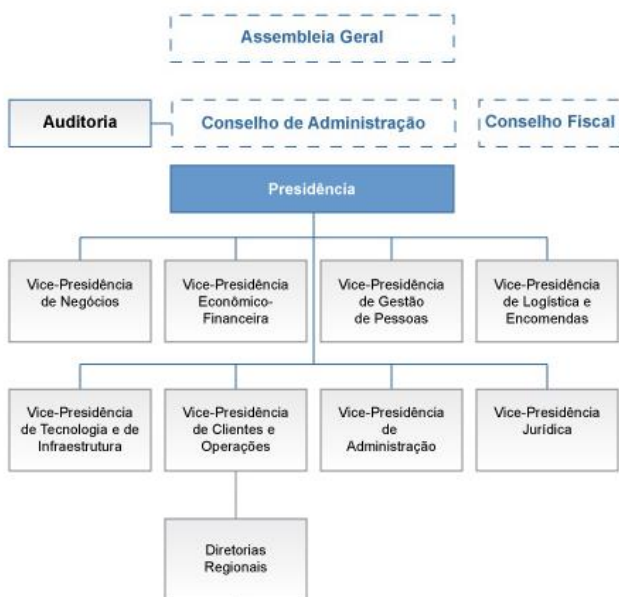 Assembleia Geral
Auditoria
Conselho de Administração
Conselho Fiscal
Presidência
Vice-Presidência
de Negócios
Vice-Presidência
Econômico-
Financeira
Vice-Presidência
de Gestão
de Pessoas
Vice-Presidência
de Logística e
Encomendas
Vice-Presidência
de Tecnologia e de
Infraestrutura
Vice-Presidência
de Clientes e
Operações
Vice-Presidência
de
Administração
Vice-Presidência
Jurídica
Diretorias
Regionais